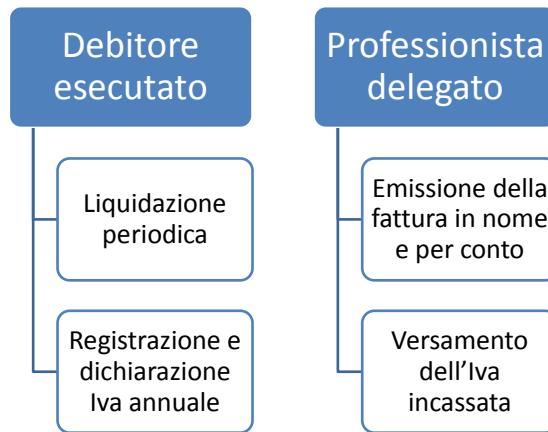 Debitore
esecutato
Liquidazione
periodica
Registrazione e
dichiarazione
Iva annuale
Professionista
delegato
Emissione della
fattura in nome
e per conto
Versamento
dell'Iva
incassata